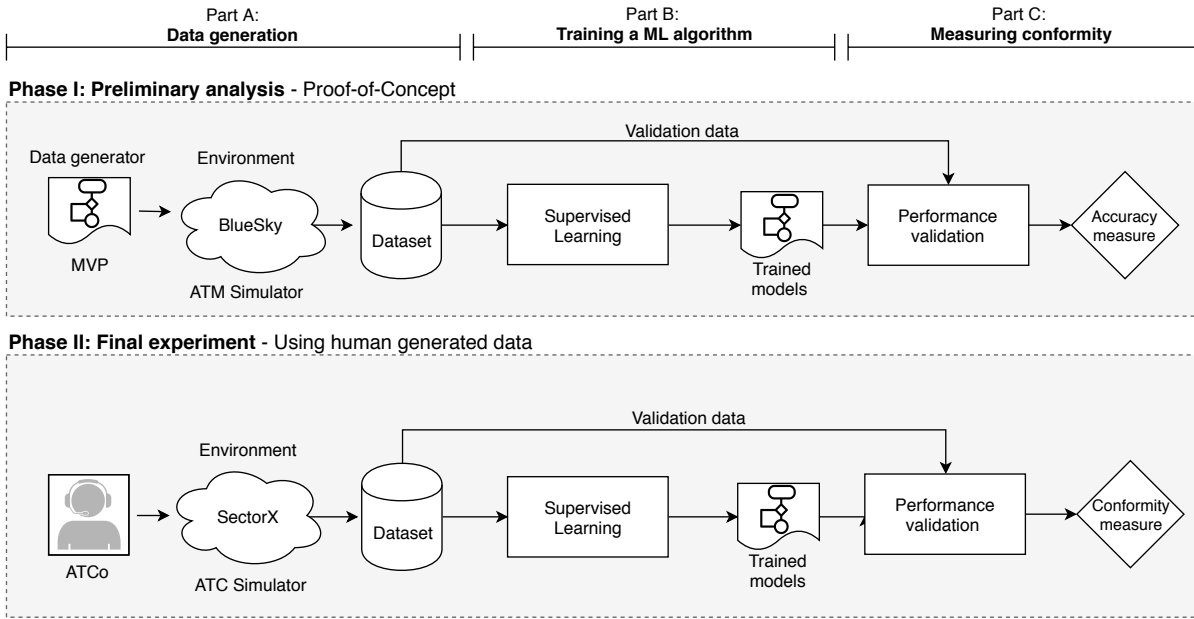 Part A:
Data generation
Part B:
Training a ML algorithm
Part C:
Measuring conformity
Phase I: Preliminary analysis - Proof-of-Concept
Validation data
Data generator
Environment
BlueSky
MVP
ATM Simulator
Dataset
Supervised
Learning
Trained
models
Performance
validation
Accuracy
measure
Phase II: Final experiment - Using human generated data
Validation data
Environment
SectorX
ATCo
ATC Simulator
Dataset
Supervised
Learning
Trained
models
Performance
validation
Conformity
measure